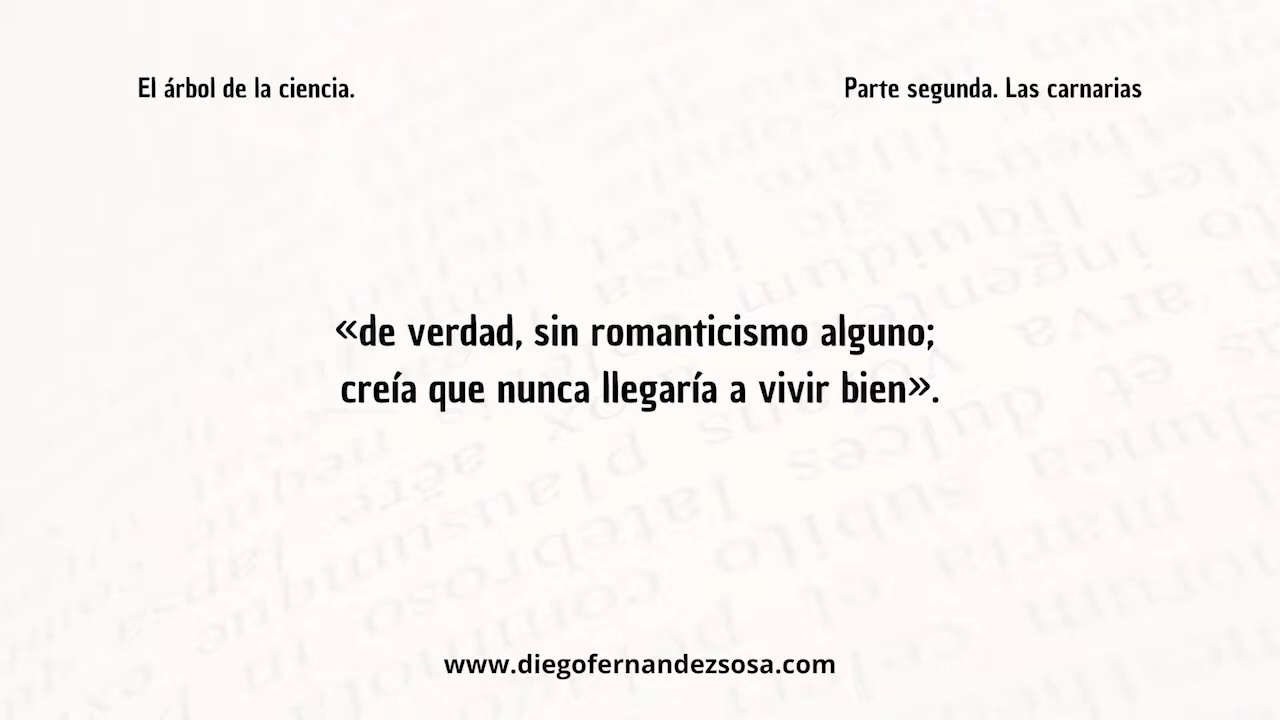 El árbol de la ciencia.
Parte segunda. Las carnarias
«de verdad, sin romanticismo alguno;
creía que nunca llegaría a vivir bien».
www.diegofernandezsosa.com